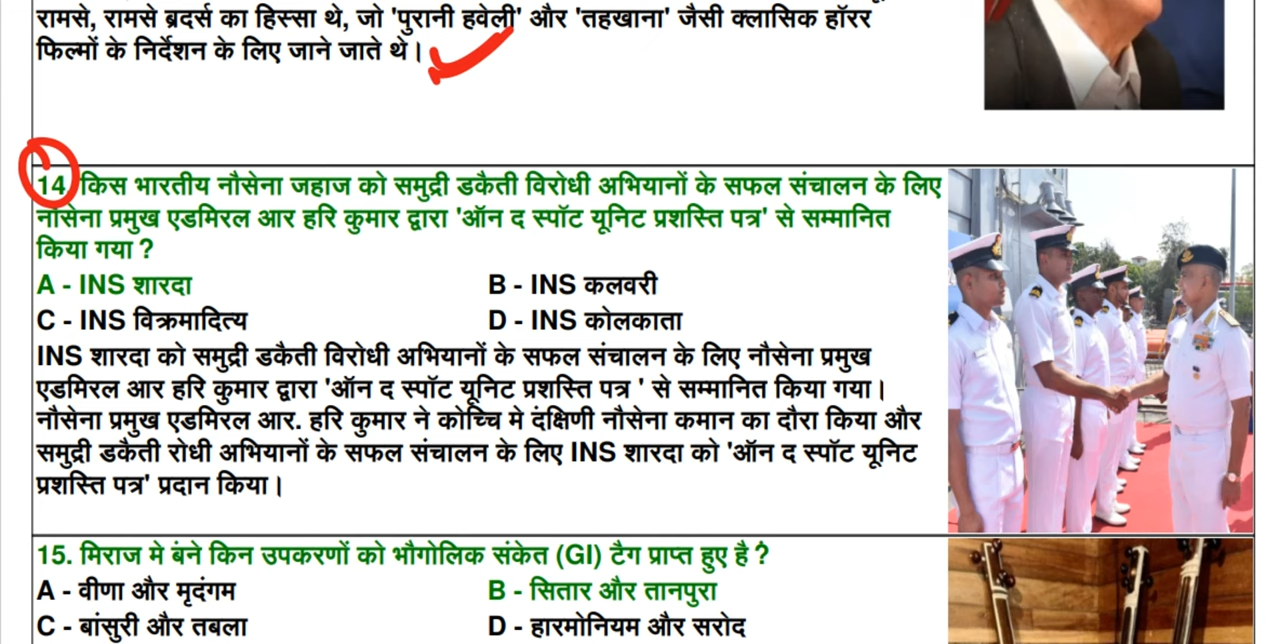 रामसे, रामसे ब्रदर्स का हिस्सा थे, जो 'पुरानी हवेली' और 'तहखाना' जैसी क्लासिक हॉरर
फिल्मों के निर्देशन के लिए जाने जाते थे।
14. किस भारतीय नौसेना जहाज को समुद्री डकैती विरोधी अभियानों के सफल संचालन के लिए
नौसेना प्रमुख एडमिरल आर हरि कुमार द्वारा 'ऑन द स्पॉट यूनिट प्रशस्ति पत्र' से सम्मानित
किया गया ?
A - INS शारदा
B - INS कलवरी
C - INS विक्रमादित्य
D - INS कोलकाता
INS शारदा को समुद्री डकैती विरोधी अभियानों के सफल संचालन के लिए नौसेना प्रमुख
एडमिरल आर हरि कुमार द्वारा 'ऑन द स्पॉट यूनिट प्रशस्ति पत्र ' से सम्मानित किया गया।
नौसेना प्रमुख एडमिरल आर. हरि कुमार ने कोच्चि मे दक्षिणी नौसेना कमान का दौरा किया और
समुद्री डकैती रोधी अभियानों के सफल संचालन के लिए INS शारदा को 'ऑन द स्पॉट यूनिट
प्रशस्ति पत्र' प्रदान किया।
15. मिराज मे बंने किन उपकरणों को भौगोलिक संकेत (GI) टैग प्राप्त हुए है ?
A - वीणा और मृदंगम
B - सितार और तानपुरा
C - बांसुरी और तबला
D - हारमोनियम और सरोद